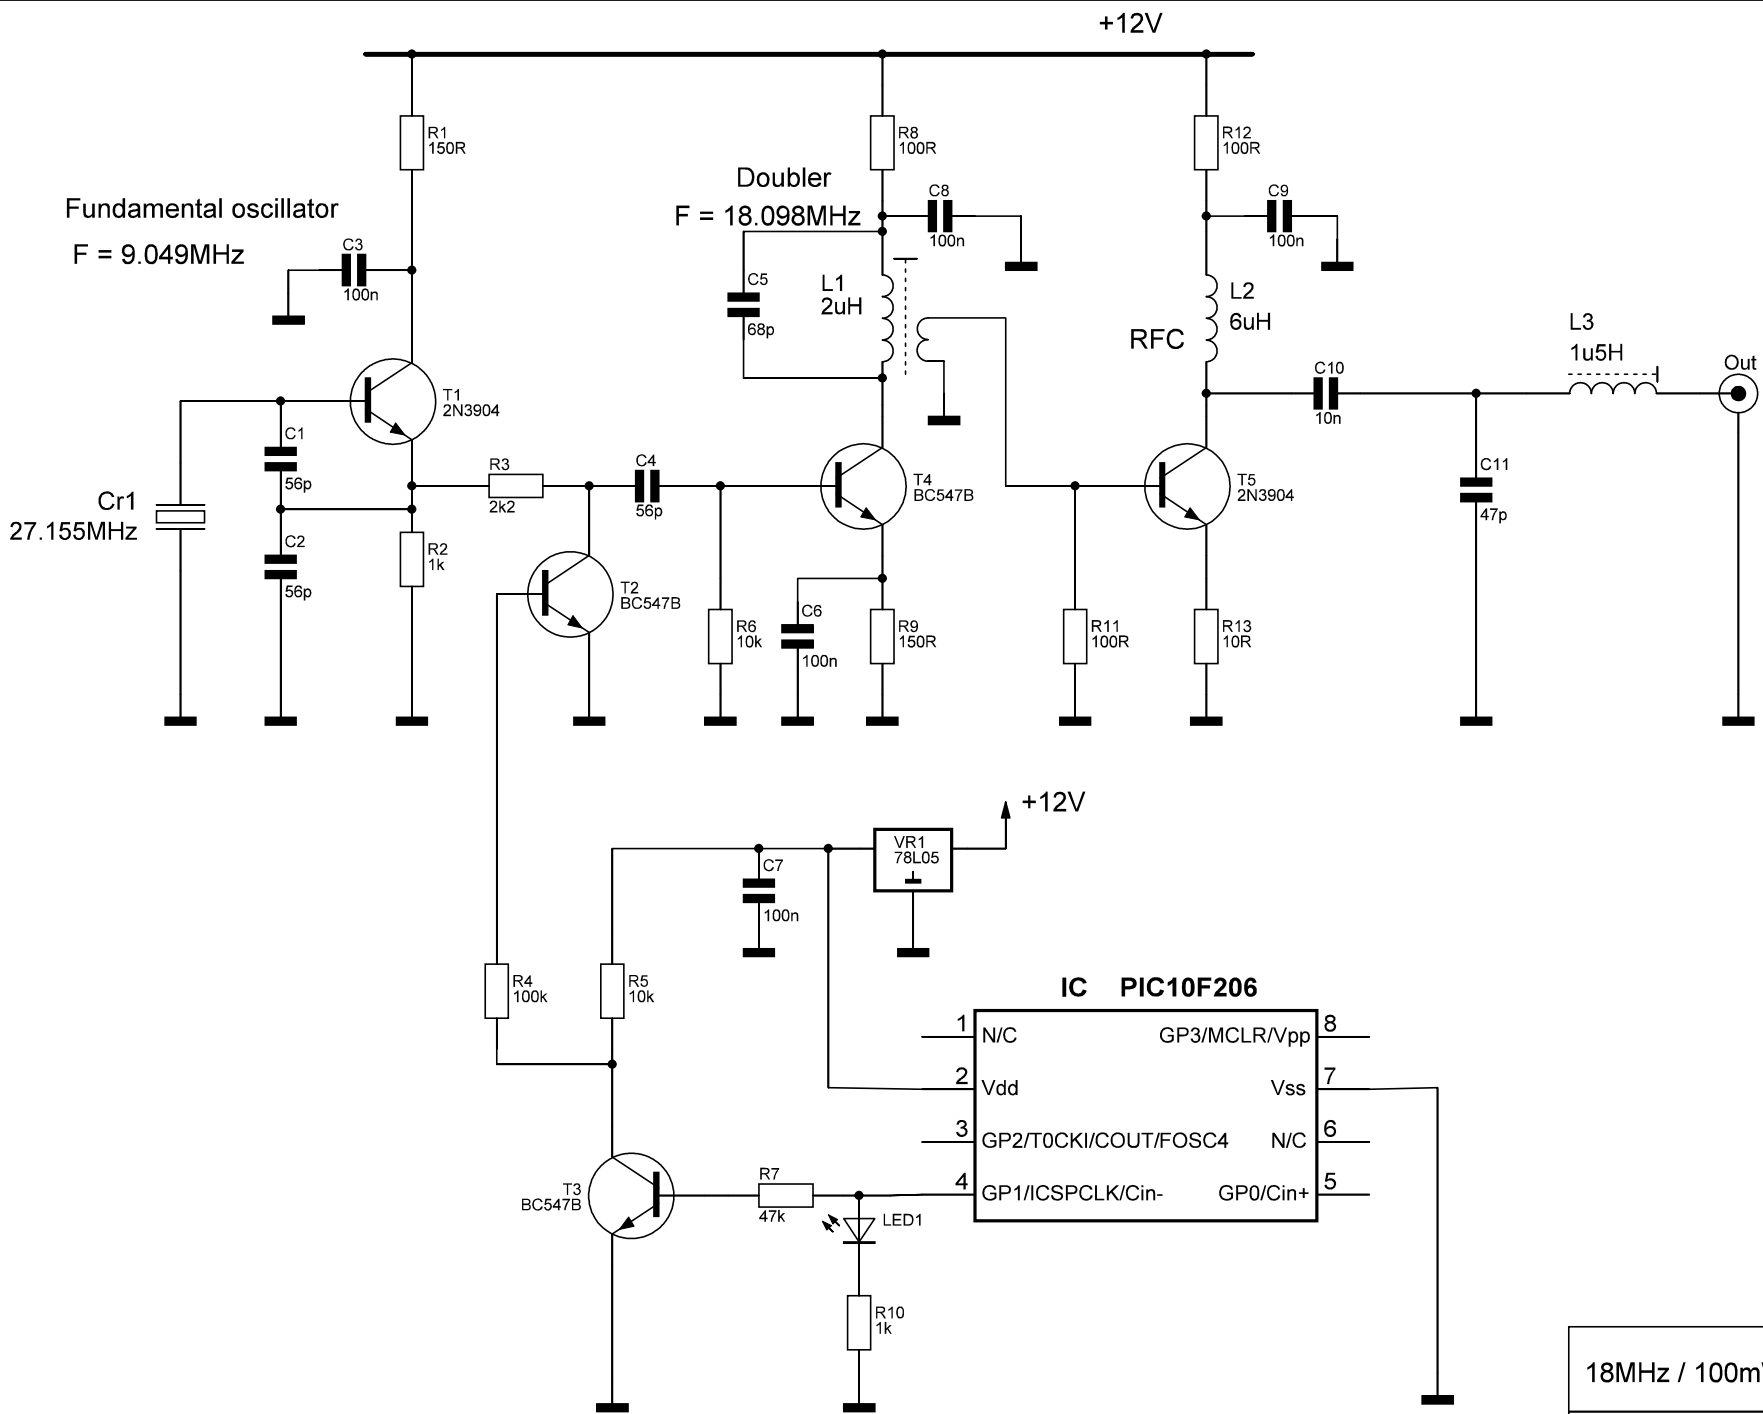 +12V
R1
150R
R8
100R
R12
100R
Doubler
F = 18.098MHz
C8
100n
C9
100n
Fundamental oscillator
F = 9.049MHz
C3
100n
C5
68p
L1
2uH
L2
6uH
RFC
L3
1u5H
Out
C10
10n
T1
2N3904
C1
56p
R3
2k2
C4
56p
T4
BC547B
T5
2N3904
C11
47p
Cr1
27.155MHz
C2
56p
R2
1k
T2
BC547B
R6
10k
C6
100n
R9
150R
R11
100R
R13
10R
+12V
VR1
78L05
C7
100n
R4
100k
R5
10k
IC PIC10F206
1 N/C GP3/MCLR/Vpp 8
2 Vdd Vss 7
3 GP2/T0CKI/COUT/FOSC4 N/C 6
4 GP1/ICSPCLK/Cin- GP0/Cin+ 5
T3
BC547B
R7
47k
LED1
R10
1k
18MHz /